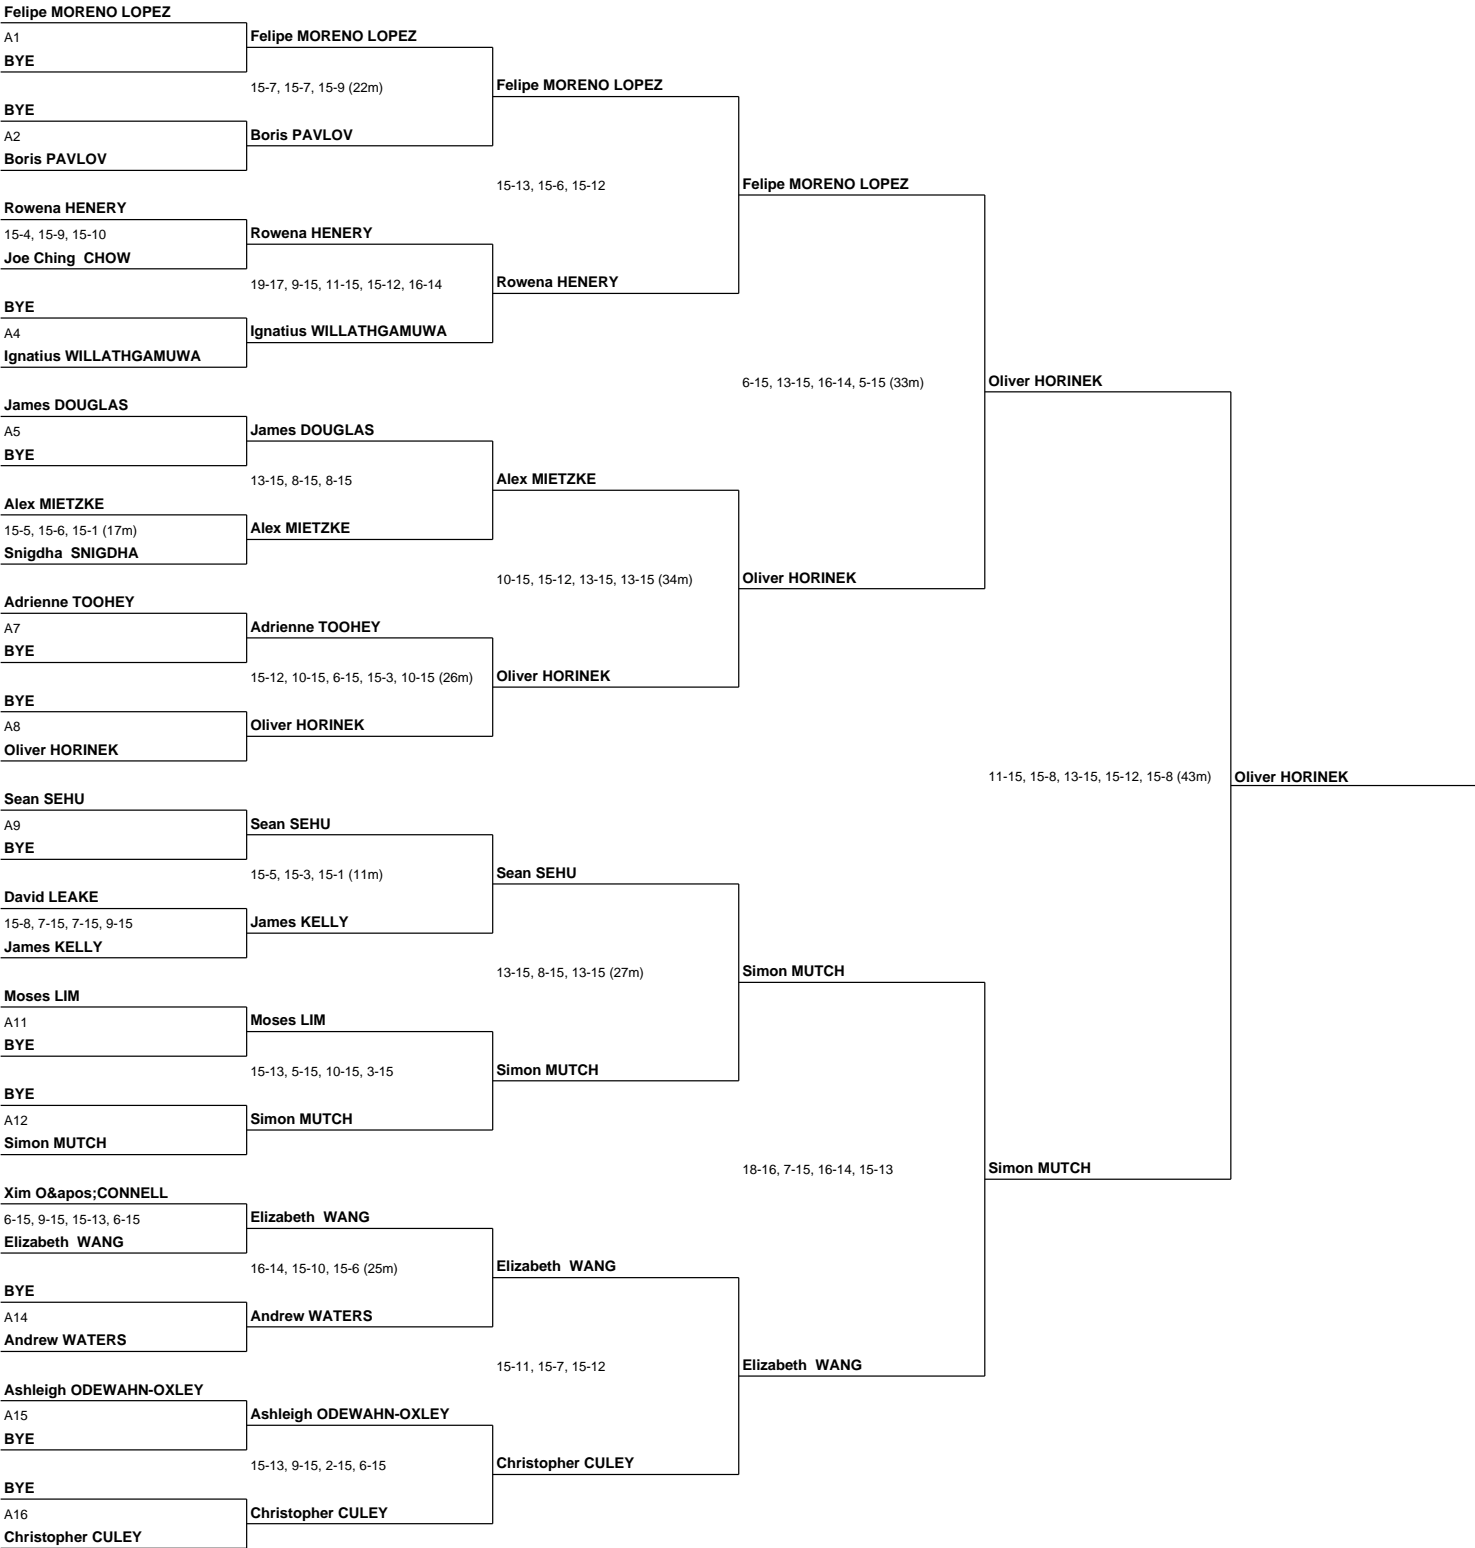 Felipe MORENO LOPEZ
A1
BYE
BYE
A2
Boris PAVLOV
Rowena HENERY
15-4, 15-9, 15-10
Joe Ching  CHOW
BYE
A4
Ignatius WILLATHGAMUWA
James DOUGLAS
A5
BYE
Alex MIETZKE
15-5, 15-6, 15-1 (17m)
Snigdha  SNIGDHA
Adrienne TOOHEY
A7
BYE
BYE
A8
Oliver HORINEK
Sean SEHU
A9
BYE
David LEAKE
15-8, 7-15, 7-15, 9-15
James KELLY
Moses LIM
A11
BYE
BYE
A12
Simon MUTCH
Xim O&apos;CONNELL
6-15, 9-15, 15-13, 6-15
Elizabeth  WANG
BYE
A14
Andrew WATERS
Ashleigh ODEWAHN-OXLEY
A15
BYE
BYE
A16
Christopher CULEY
Felipe MORENO LOPEZ
15-7, 15-7, 15-9 (22m)
Boris PAVLOV
Rowena HENERY
19-17, 9-15, 11-15, 15-12, 16-14
Ignatius WILLATHGAMUWA
James DOUGLAS
13-15, 8-15, 8-15
Alex MIETZKE
Adrienne TOOHEY
15-12, 10-15, 6-15, 15-3, 10-15 (26m)
Oliver HORINEK
Sean SEHU
15-5, 15-3, 15-1 (11m)
James KELLY
Moses LIM
15-13, 5-15, 10-15, 3-15
Simon MUTCH
Elizabeth  WANG
16-14, 15-10, 15-6 (25m)
Andrew WATERS
Ashleigh ODEWAHN-OXLEY
15-13, 9-15, 2-15, 6-15
Christopher CULEY
Felipe MORENO LOPEZ
15-13, 15-6, 15-12
Rowena HENERY
Alex MIETZKE
10-15, 15-12, 13-15, 13-15 (34m)
Oliver HORINEK
Sean SEHU
13-15, 8-15, 13-15 (27m)
Simon MUTCH
Elizabeth  WANG
15-11, 15-7, 15-12
Christopher CULEY
Felipe MORENO LOPEZ
6-15, 13-15, 16-14, 5-15 (33m)
Oliver HORINEK
Simon MUTCH
18-16, 7-15, 16-14, 15-13
Elizabeth  WANG
Oliver HORINEK
11-15, 15-8, 13-15, 15-12, 15-8 (43m)
Simon MUTCH
Oliver HORINEK